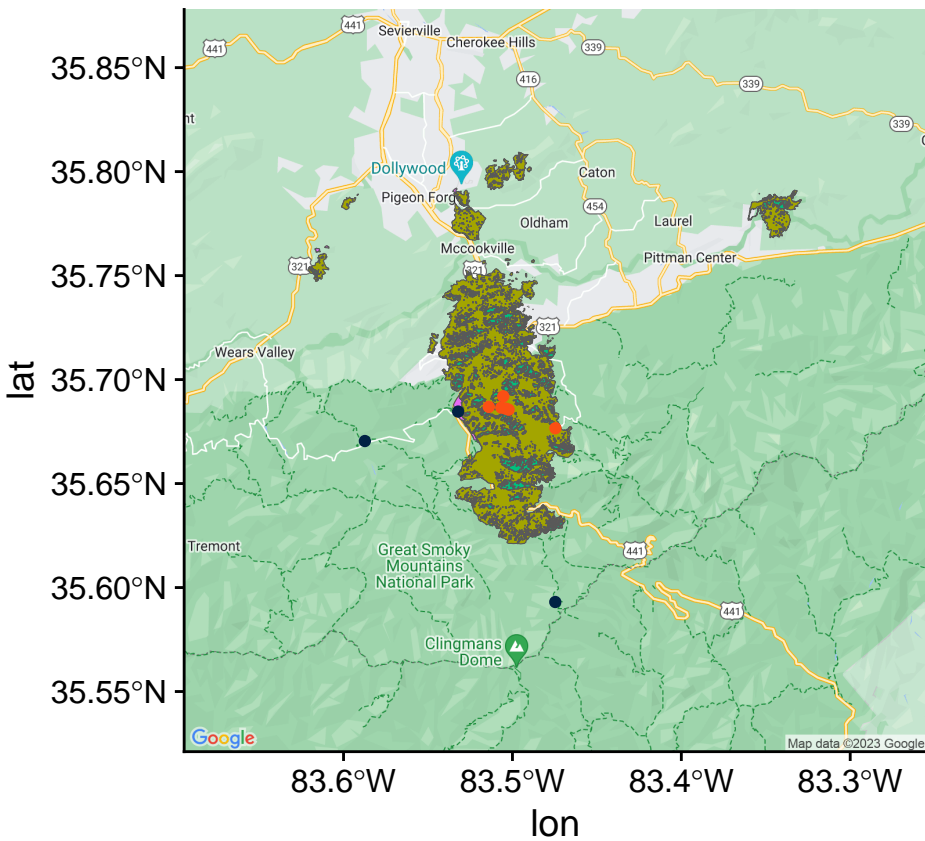 441
Sevierville
Cherokee Hills
441
339
416
339
35.85°N
nt
339
35.80°N
Dollywood
Caton
Pigeon Forg
454
Oldham
Laurel
Mccookville
Pittman Center
35.75°N
321
321
321
Wears Valley
35.70°N
lat
35.65°N
Tremont
441
Great Smoky
Mountains
National Park
35.60°N
441
Clingmans
Dome
35.55°N
Google
Map data ©2023 Google
83.6°W
83.5°W
83.4°W
83.3°W
lon